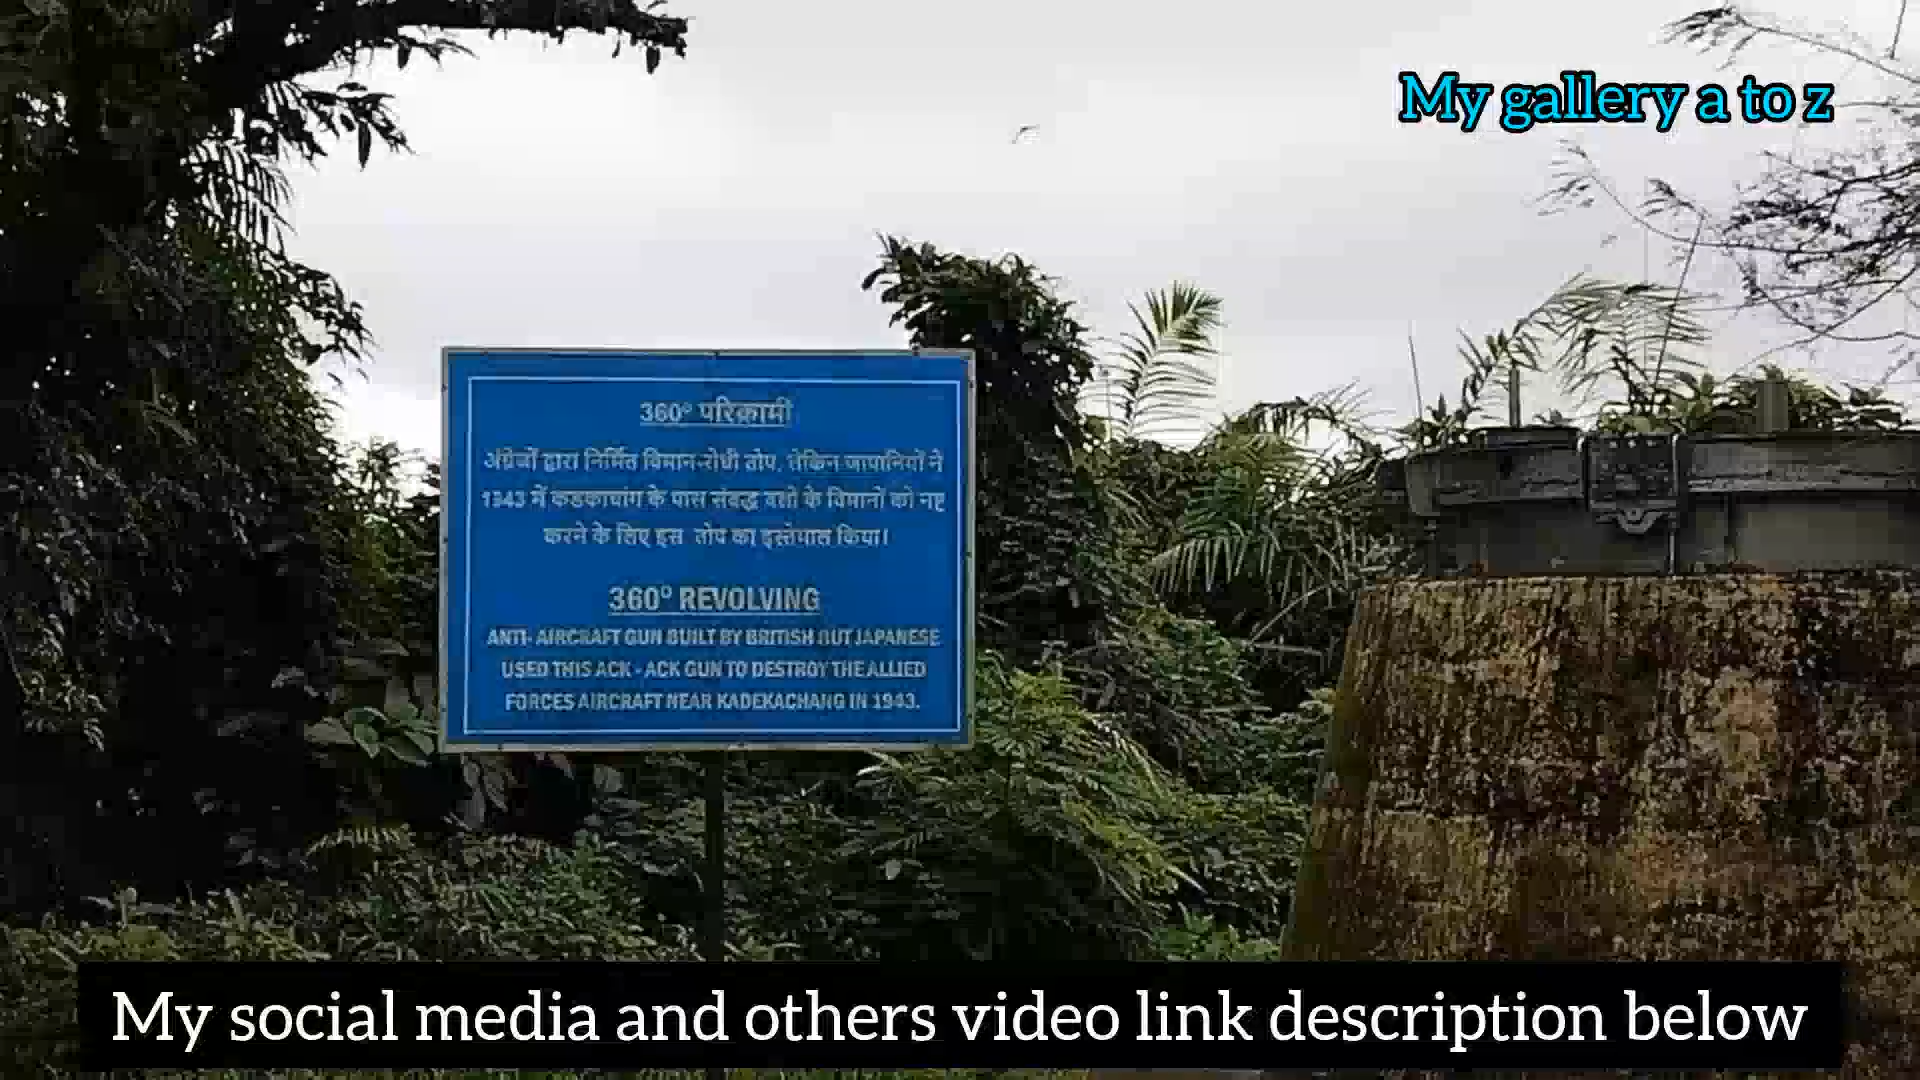 My gallery a to z
360° परिक्रामी
अंग्रेजों द्वारा निर्मित विमान-रोधी तोप, लेकिन जापानियों ने
1943 में के पास संबद्ध के विमानों को नष्ट
करने के लिए इस तोप का इस्तेमाल किया।
360° REVOLVING
ANTI- AIRCRAFT GUN BUILT BY BRITISH BUT JAPANESE
USED THIS ACK - ACK GUN TO DESTROY THE ALLIED
FORCES AIRCRAFT NEAR KADEKACHANG IN 1943.
My social media and others video link description below